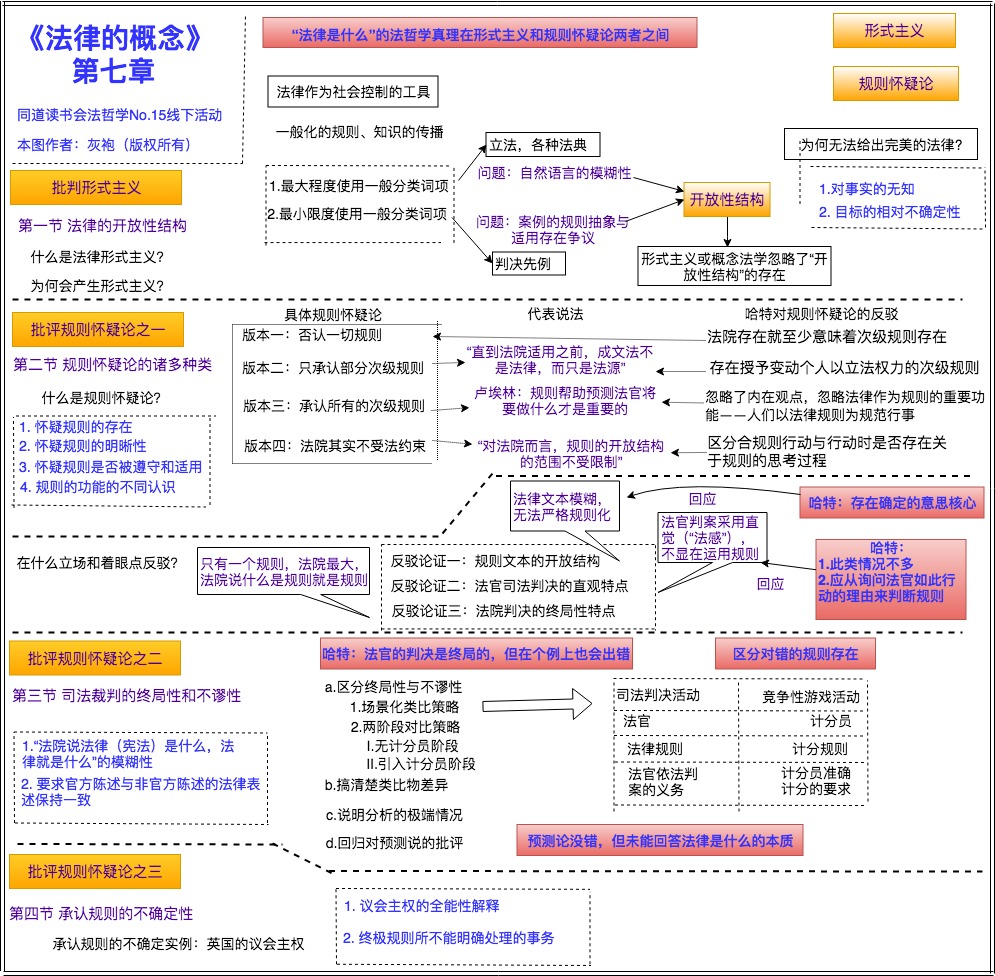 《法律的概念》
第七章
同道读书会法哲学No.15线下活动
本图作者：灰袍（版权所有）
“法律是什么”的法哲学真理在形式主义和规则怀疑论两者之间
形式主义
规则怀疑论
法律作为社会控制的工具
一般化的规则、知识的传播
1.最大程度使用一般分类词项
2.最小限度使用一般分类词项
立法，各种法典
问题：自然语言的模糊性
问题：案例的规则抽象与
适用存在争议
判决先例
开放性结构
形式主义或概念法学忽略了“开
放性结构”的存在
为何无法给出完美的法律?
1.对事实的无知
2. 目标的相对不确定性
批判形式主义
第一节 法律的开放性结构
什么是法律形式主义?
为何会产生形式主义?
批评规则怀疑论之一
第二节 规则怀疑论的诸多种类
什么是规则怀疑论?
1. 怀疑规则的存在
2. 怀疑规则的明晰性
3. 怀疑规则是否被遵守和适用
4. 规则的功能的不同认识
具体规则怀疑论
版本一：否认一切规则
版本二：只承认部分次级规则
版本三：承认所有的次级规则
版本四：法院其实不受法约束
代表说法
“直到法院适用之前，成文法不
是法律，而只是法源”
卢埃林：规则帮助预测法官将
要做什么才是重要的
“对法院而言，规则的开放结构
的范围不受限制”
哈特对规则怀疑论的反驳
法院存在就至少意味着次级规则存在
存在授予变动个人以立法权力的次级规则
忽略了内在观点，忽略法律作为规则的重要功
能——人们以法律规则为规范行事
区分合规则行动与行动时是否存在关
于规则的思考过程
在什么立场和着眼点反驳?
只有一个规则，法院最大，
法院说什么是规则就是规则
法律文本模糊，
无法严格规则化
反驳论证一：规则文本的开放结构
反驳论证二：法官司法判决的直观特点
反驳论证三：法院判决的终局性特点
法官判案采用直
觉（“法感”），
不显在运用规则
回应
哈特：存在确定的意思核心
回应
哈特：
1.此类情况不多
2.应从询问法官如此行
动的理由来判断规则
批评规则怀疑论之二
第三节 司法裁判的终局性和不谬性
1.“法院说法律（宪法）是什么，法
律就是什么”的模糊性
2. 要求官方陈述与非官方陈述的法律表
述保持一致
哈特：法官的判决是终局的，但在个例上也会出错
a.区分终局性与不谬性
1.场景化类比策略
2.两阶段对比策略
I.无计分员阶段
II.引入计分员阶段
b.搞清楚类比物差异
c.说明分析的极端情况
d.回归对预测说的批评
区分对错的规则存在
司法判决活动 竞争性游戏活动
法官 计分员
法律规则 计分规则
法官依法判 计分员准确
案的义务 计分的要求
预测论没错，但未能回答法律是什么的本质
批评规则怀疑论之三
第四节 承认规则的不确定性
承认规则的不确定实例：英国的议会主权
1. 议会主权的全能性解释
2. 终极规则所不能明确处理的事务